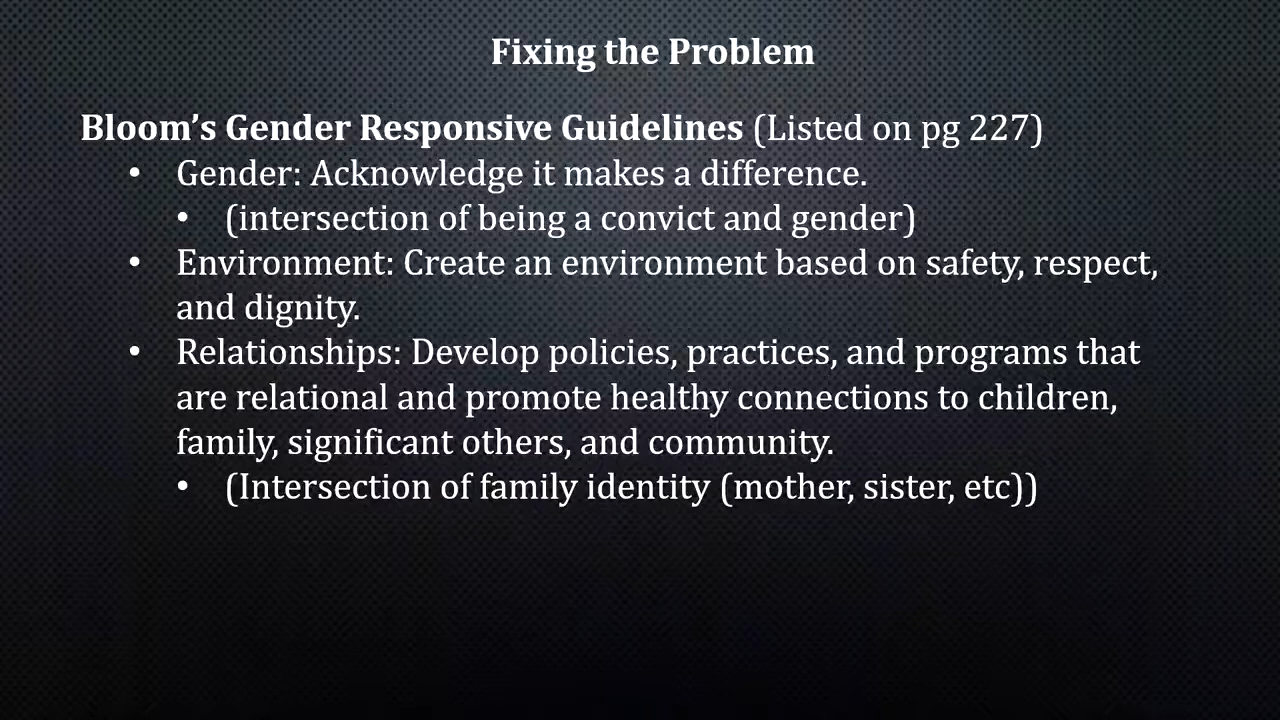 Fixing the Problem
Bloom’s Gender Responsive Guidelines (Listed on pg 227)
• Gender: Acknowledge it makes a difference.
• (intersection of being a convict and gender)
• Environment: Create an environment based on safety, respect,
and dignity.
• Relationships: Develop policies, practices, and programs that
are relational and promote healthy connections to children,
family, significant others, and community.
• (Intersection of family identity (mother, sister, etc))